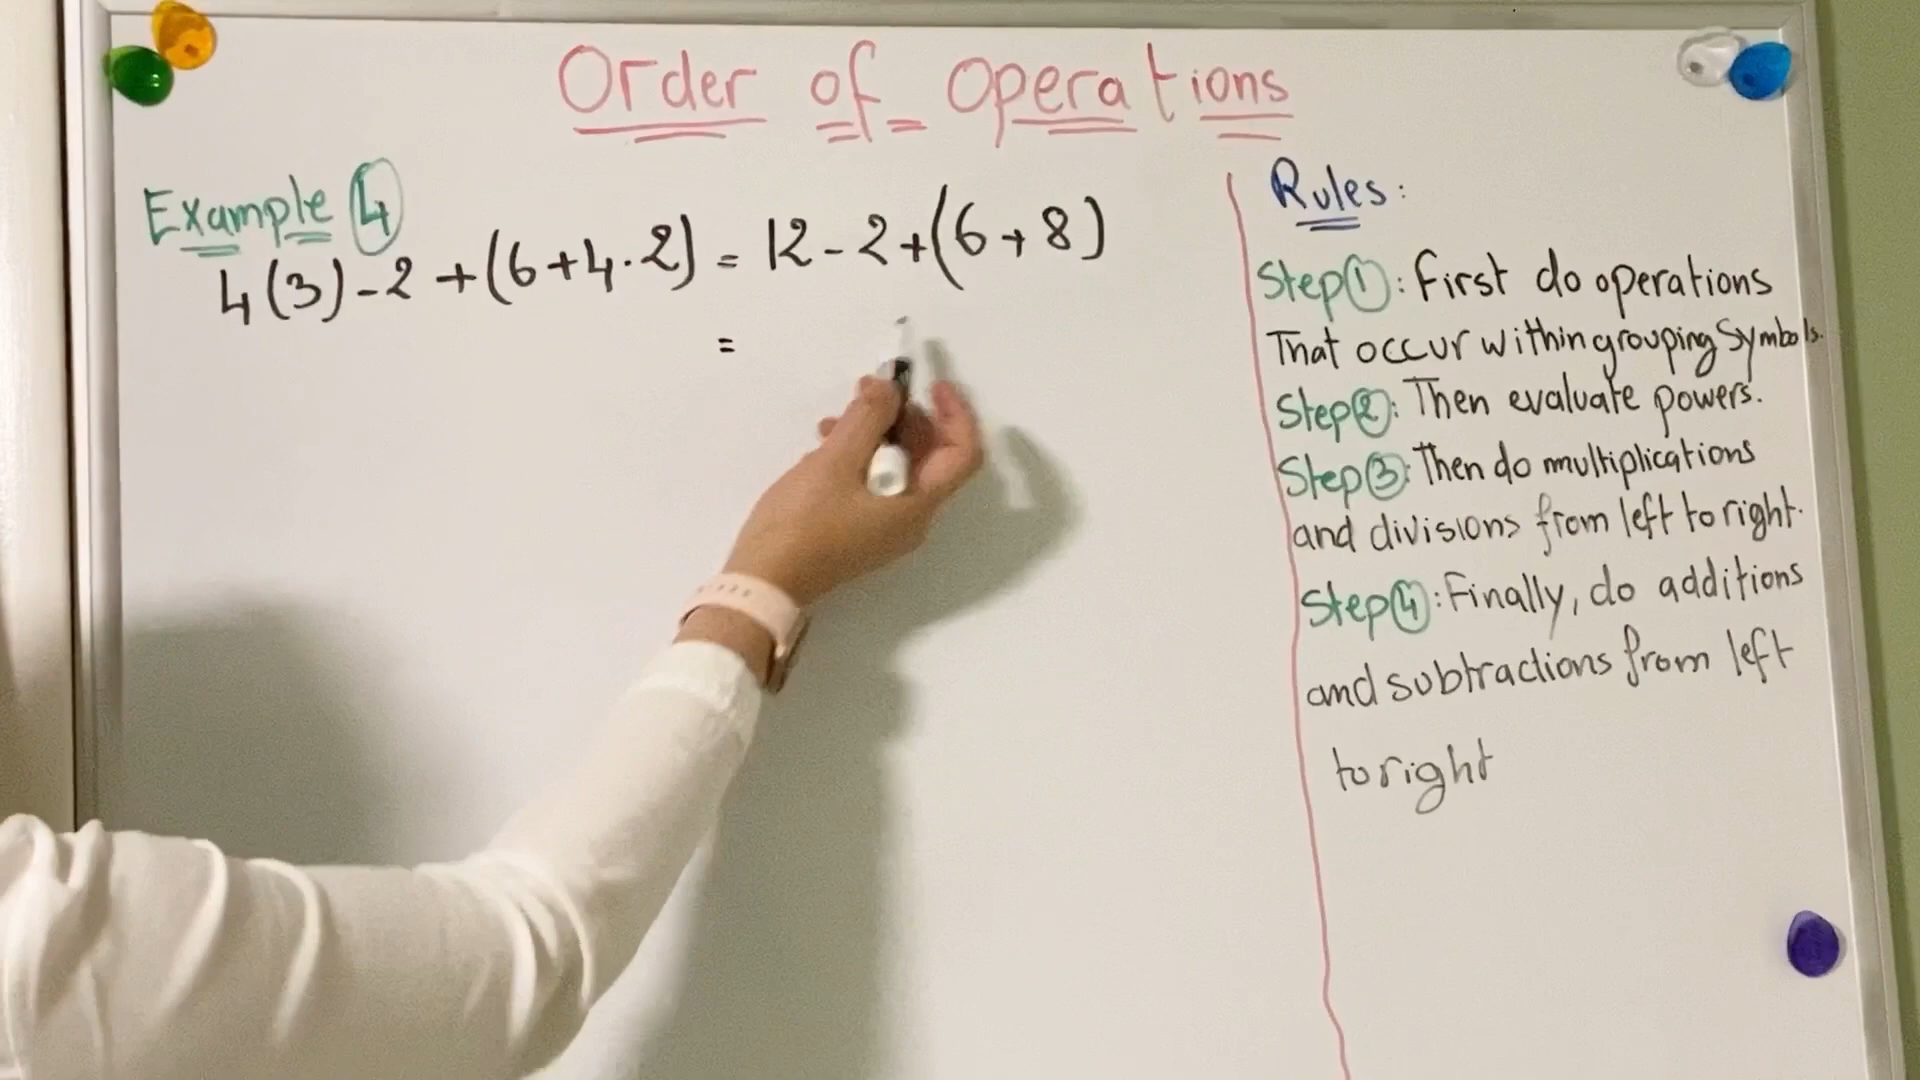 Order of operations
Example 4
4(3)-2+(6+4.2) = 12-2+(6+8)
=
Rules:
Step 1: First do operations
That occur within grouping Symbols.
Step 2: Then evaluate powers.
Step 3: Then do multiplications
and divisions from left to right.
Step 4: Finally, do additions
and subtractions from left
to right